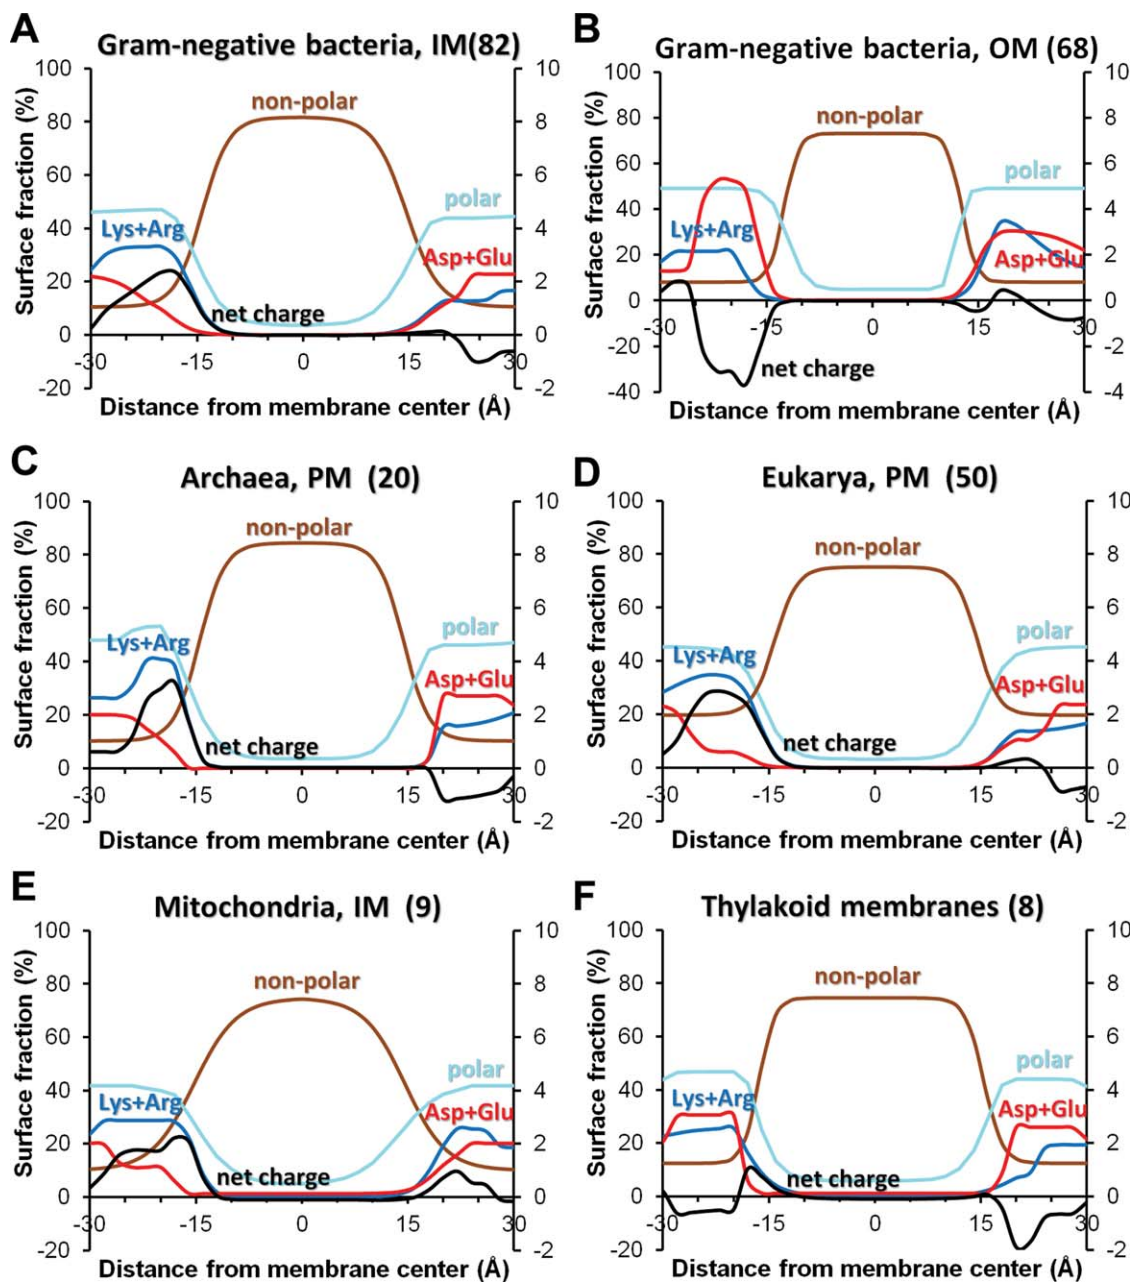 A
Gram-negative bacteria, IM(82)
Surface fraction (%)
100
80
60
40
20
0
-20
10
8
6
4
2
0
-2
non-polar
polar
Lys+Arg
Asp+Glu
net charge
-30
-15
0
15
30
Distance from membrane center (Å)
B
Gram-negative bacteria, OM (68)
Surface fraction (%)
100
80
60
40
20
0
-20
-40
10
8
6
4
2
0
-2
-4
non-polar
polar
Lys+Arg
Asp+Glu
-30
-15
0
15
30
net charge
Distance from membrane center (Å)
C
Archaea, PM (20)
Surface fraction (%)
100
80
60
40
20
0
-20
10
8
6
4
2
0
-2
non-polar
polar
Lys+Arg
Asp+Glu
net charge
-30
-15
0
15
30
Distance from membrane center (Å)
D
Eukarya, PM (50)
Surface fraction (%)
100
80
60
40
20
0
-20
10
8
6
4
2
0
-2
non-polar
polar
Lys+Arg
Asp+Glu
net charge
-30
-15
0
15
30
Distance from membrane center (Å)
E
Mitochondria, IM (9)
Surface fraction (%)
100
80
60
40
20
0
-20
10
8
6
4
2
0
-2
non-polar
polar
Lys+Arg
Asp+Glu
net charge
-30
-15
0
15
30
Distance from membrane center (Å)
F
Thylakoid membranes (8)
Surface fraction (%)
100
80
60
40
20
0
-20
10
8
6
4
2
0
-2
non-polar
polar
Lys+Arg
Asp+Glu
net charge
-30
-15
0
15
30
Distance from membrane center (Å)